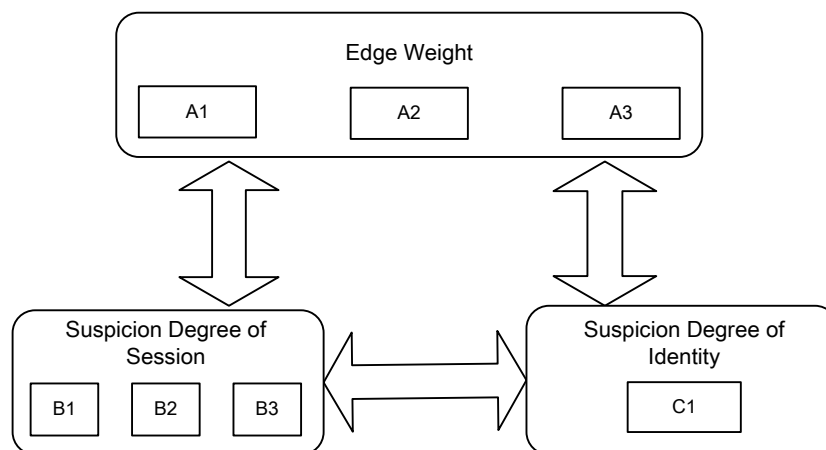 Edge Weight
A1
A2
A3
Suspicion Degree of
Session
B1
B2
B3
Suspicion Degree of
Identity
C1